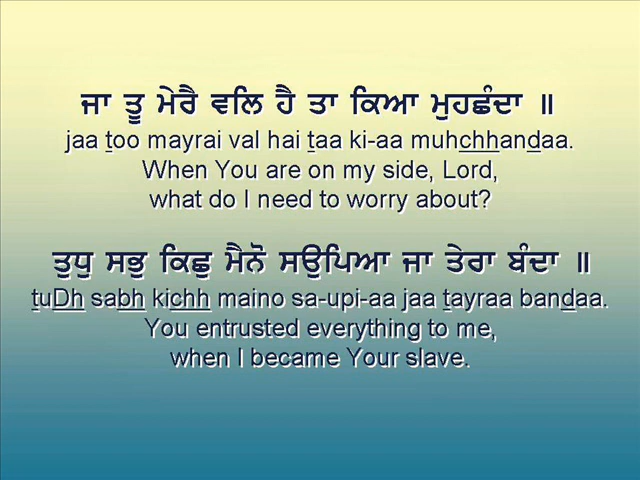 ਜਾ ਤੂ ਮੇਰੈ ਵਲਿ ਹੈ ਤਾ ਕਿਆ ਮੁਹਛੰਦਾ ॥
jaa too mayrai val hai taa ki-aa muhchhandaa.
When You are on my side, Lord,
what do I need to worry about?
ਤੁਧੁ ਸਭੁ ਕਿਛੁ ਮੈਨੋ ਸਉਪਿਆ ਜਾ ਤੇਰਾ ਬੰਦਾ ॥
tuDh sabh kichh maino sa-upi-aa jaa tayraa bandaa.
You entrusted everything to me,
when I became Your slave.